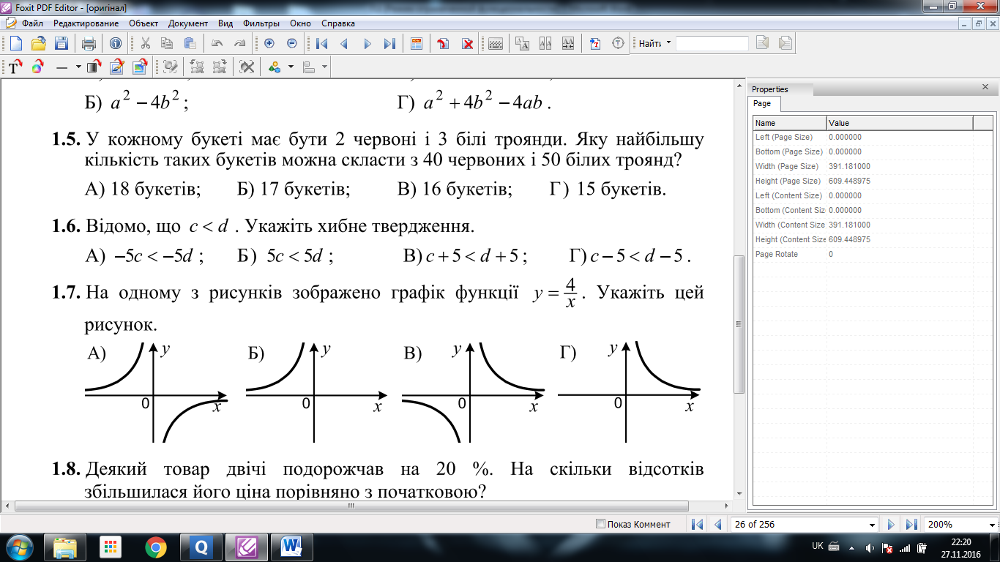 Foxit PDF Editor - [оригінал]
Файл Редактирование Объект Документ Вид Фильтры Окно Справка
Найти
Б) a² − 4b² ; Г) a² + 4b² − 4ab .
1.5. У кожному букеті має бути 2 червоні і 3 білі троянди. Яку найбільшу
кількість таких букетів можна скласти з 40 червоних і 50 білих троянд?
А) 18 букетів; Б) 17 букетів; В) 16 букетів; Г) 15 букетів.
1.6. Відомо, що c < d . Укажіть хибне твердження.
А) −5c < −5d ; Б) 5c < 5d ; В) c + 5 < d + 5 ; Г) c − 5 < d − 5 .
1.7. На одному з рисунків зображено графік функції y = 4/x . Укажіть цей
рисунок.
А) y 0 x Б) y 0 x В) y 0 x Г) y 0 x
1.8. Деякий товар двічі подорожчав на 20 %. На скільки відсотків
збільшилася його ціна порівняно з початковою?
Properties
Page
Name Value
Left (Page Size) 0.000000
Bottom (Page Size) 0.000000
Width (Page Size) 391.181000
Height (Page Size) 609.448975
Left (Content Size) 0.000000
Bottom (Content Siz 0.000000
Width (Content Size 391.181000
Height (Content Size 609.448975
Page Rotate 0
Показ Коммент 26 of 256 200%
UK 22:20
27.11.2016